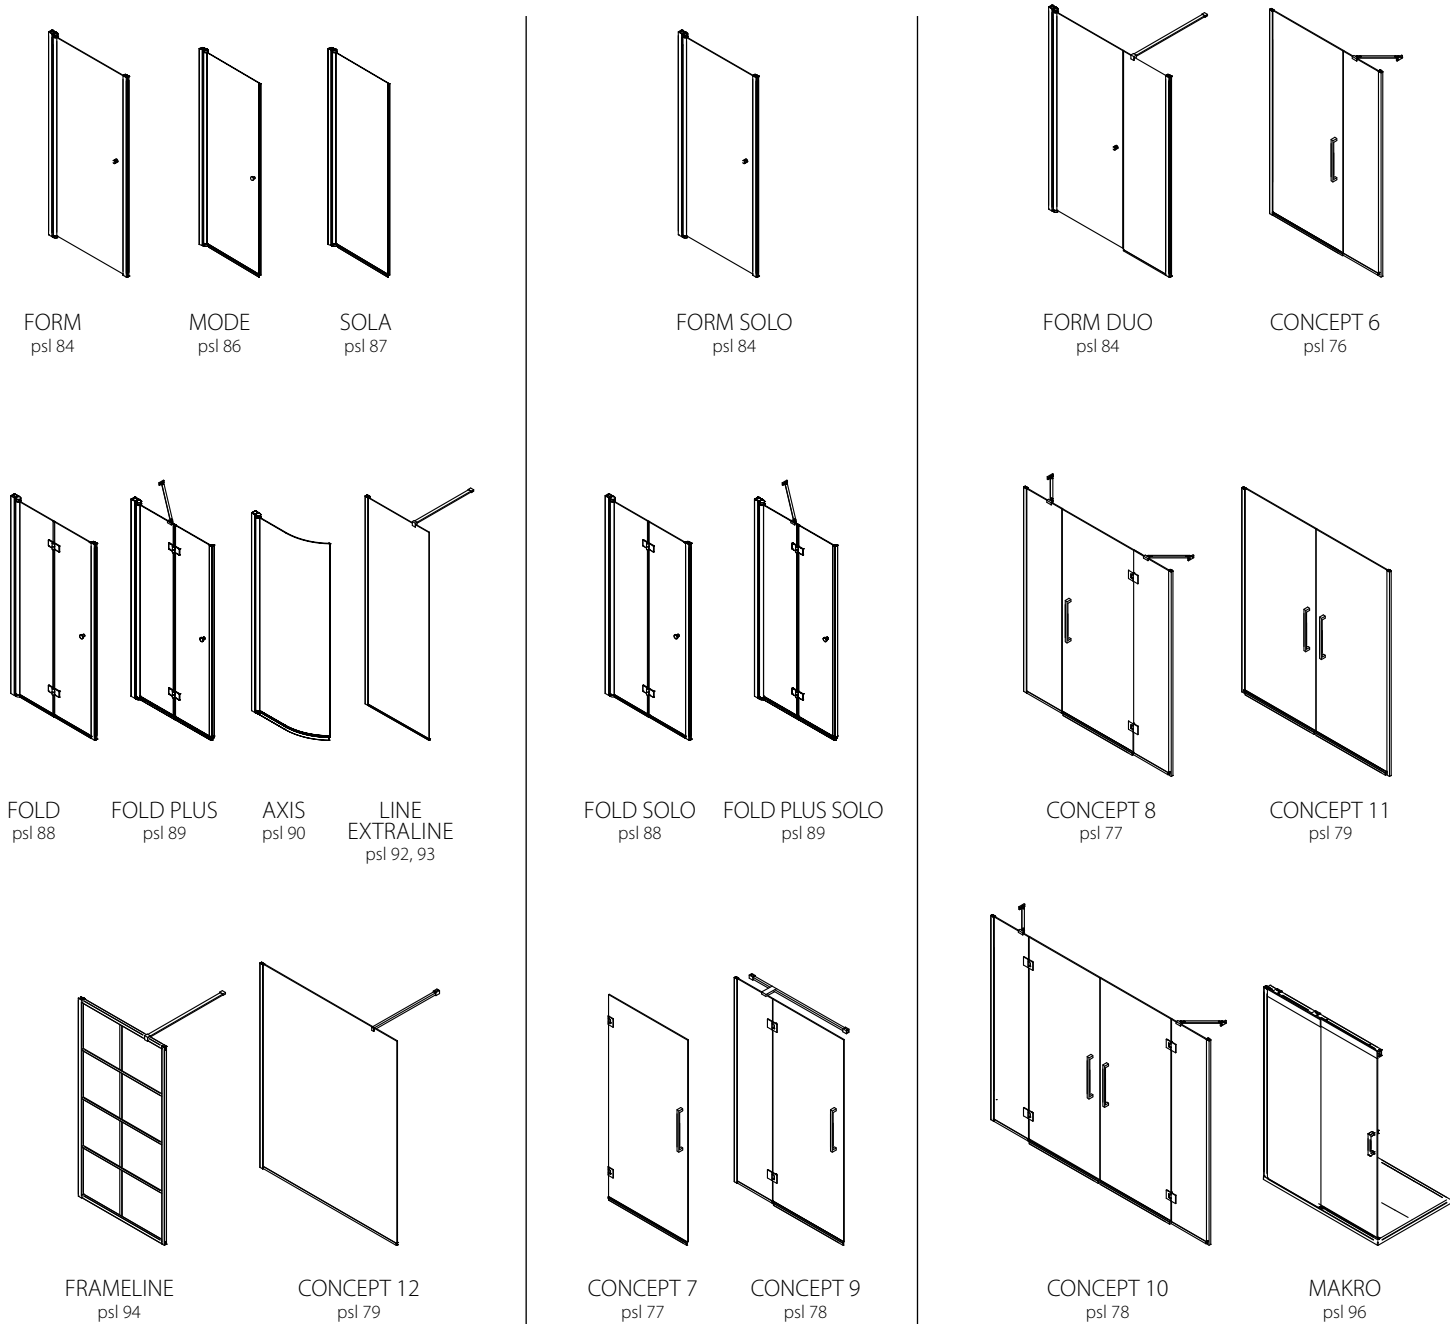 FORM
psl 84
MODE
psl 86
SOLA
psl 87
FOLD
psl 88
FOLD PLUS
psl 89
AXIS
psl 90
LINE
EXTRALINE
psl 92, 93
FRAMELINE
psl 94
CONCEPT 12
psl 79
FORM SOLO
psl 84
FOLD SOLO
psl 88
FOLD PLUS SOLO
psl 89
CONCEPT 7
psl 77
CONCEPT 9
psl 78
FORM DUO
psl 84
CONCEPT 6
psl 76
CONCEPT 8
psl 77
CONCEPT 11
psl 79
CONCEPT 10
psl 78
MAKRO
psl 96